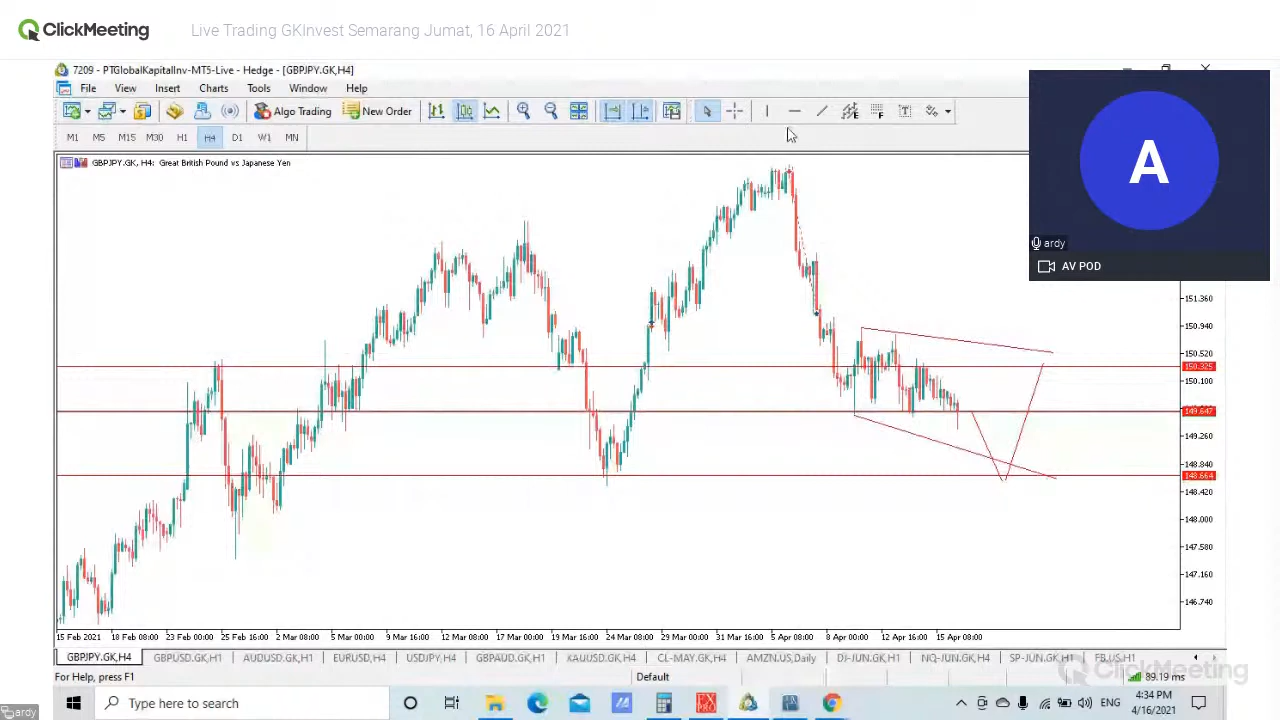 ClickMeeting
Live Trading GKInvest Semarang Jumat, 16 April 2021
7209 - PTGlobalKapitalInv-MT5-Live - Hedge - [GBPJPY.GK,H4]
File View Insert Charts Tools Window Help
Algo Trading New Order
M1 M5 M15 M30 H1 H4 D1 W1 MN
GBPJPY.GK, H4: Great British Pound vs Japanese Yen
A
ardy
AV POD
151.360
150.940
150.520
150.325
150.100
149.647
149.260
148.940
148.664
148.420
148.000
147.580
147.160
146.740
15 Feb 2021 18 Feb 08:00 23 Feb 00:00 25 Feb 16:00 2 Mar 08:00 5 Mar 00:00 9 Mar 16:00 12 Mar 08:00 17 Mar 00:00 19 Mar 16:00 24 Mar 08:00 29 Mar 00:00 31 Mar 16:00 5 Apr 08:00 8 Apr 00:00 12 Apr 16:00 15 Apr 08:00
GBPJPY.GK,H4 GBPUSD.GK,H1 AUDUSD.GK,H1 EURUSD,H4 USDJPY,H4 GBPAUD.GK,H1 XAUUSD.GK,H4 CL-MAY.GK,H4 AMZN.US,Daily DJ-JUN.GK,H1 NQ-JUN.GK,H4 SP-JUN.GK,H1 FB.US,H1
ClickMeeting
For Help, press F1 Default 89.19 ms
Type here to search
ENG
4:34 PM
4/16/2021
ardy